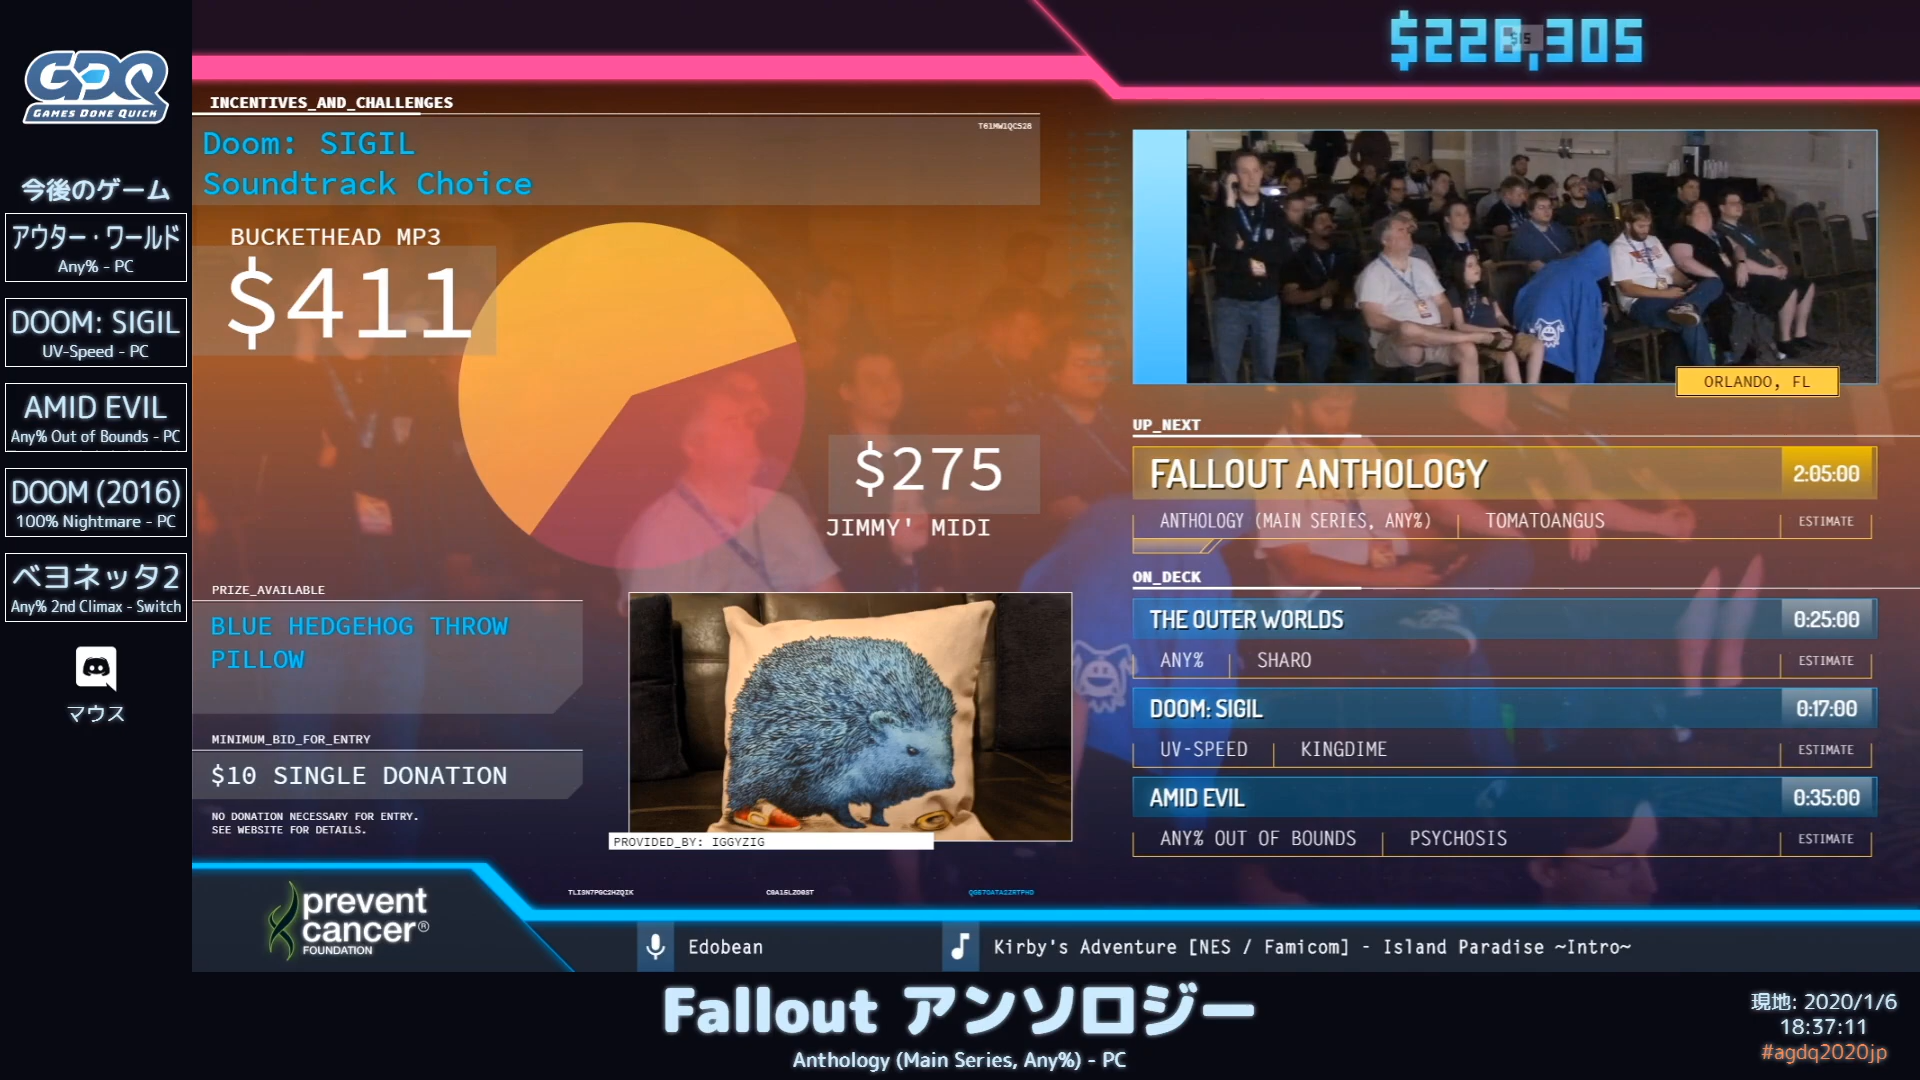 GDQ
GAMES DONE QUICK
今後のゲーム
アウター・ワールド
Any% - PC
DOOM: SIGIL
UV-Speed - PC
AMID EVIL
Any% Out of Bounds - PC
DOOM (2016)
100% Nightmare - PC
ベヨネッタ2
Any% 2nd Climax - Switch
マウス
INCENTIVES_AND_CHALLENGES
Doom: SIGIL
Soundtrack Choice
BUCKETHEAD MP3
$411
$275
JIMMY' MIDI
PRIZE_AVAILABLE
BLUE HEDGEHOG THROW
PILLOW
MINIMUM_BID_FOR_ENTRY
$10 SINGLE DONATION
NO DONATION NECESSARY FOR ENTRY.
SEE WEBSITE FOR DETAILS.
PROVIDED_BY: IGGYZIG
$228,305
$15
ORLANDO, FL
UP_NEXT
FALLOUT ANTHOLOGY
2:05:00
ANTHOLOGY (MAIN SERIES, ANY%)
TOMATOANGUS
ESTIMATE
ON_DECK
THE OUTER WORLDS
0:25:00
ANY%
SHARO
ESTIMATE
DOOM: SIGIL
0:17:00
UV-SPEED
KINGDIME
ESTIMATE
AMID EVIL
0:35:00
ANY% OUT OF BOUNDS
PSYCHOSIS
ESTIMATE
prevent
cancer®
FOUNDATION
Edobean
Kirby's Adventure [NES / Famicom] - Island Paradise ~Intro~
Fallout アンソロジー
Anthology (Main Series, Any%) - PC
現地: 2020/1/6
18:37:11
#agdq2020jp